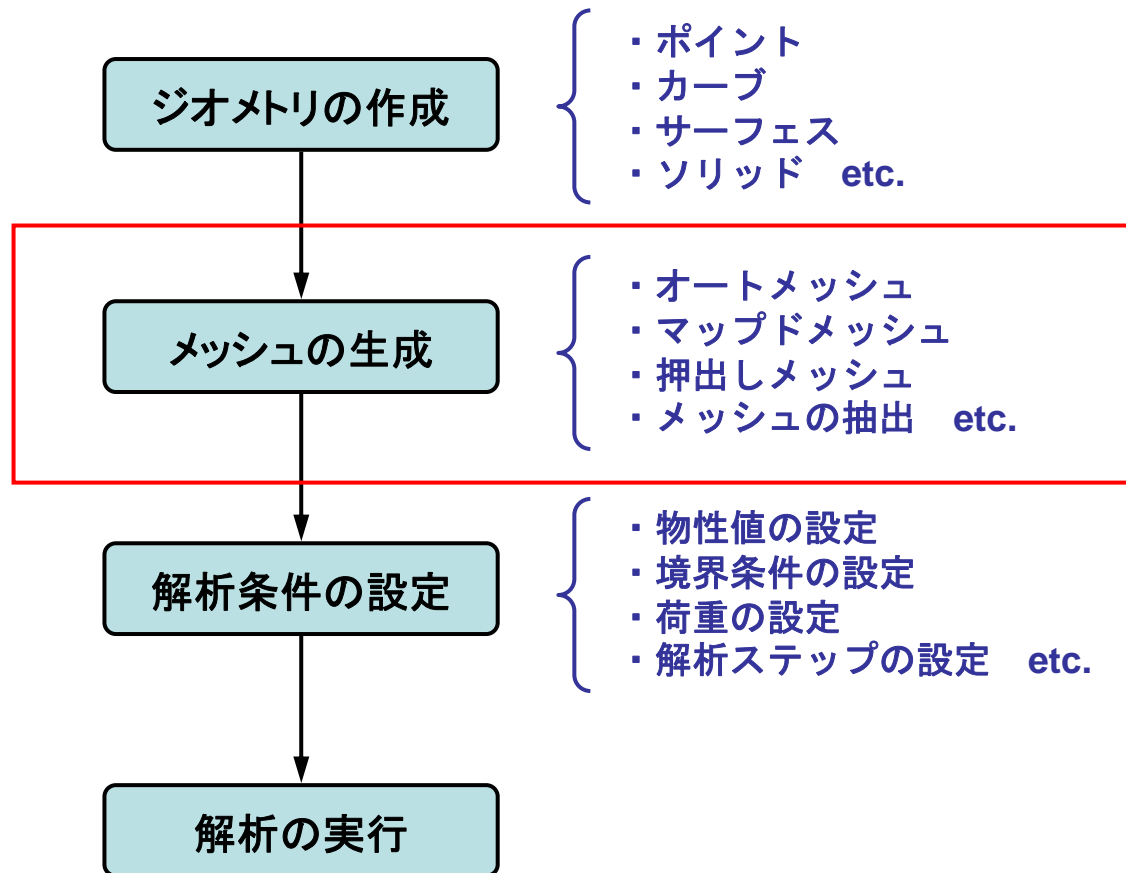 ジオメトリの作成
・ポイント
・カーブ
・サーフェス
・ソリッド　etc.
メッシュの生成
・オートメッシュ
・マップドメッシュ
・押出しメッシュ
・メッシュの抽出　etc.
解析条件の設定
・物性値の設定
・境界条件の設定
・荷重の設定
・解析ステップの設定　etc.
解析の実行